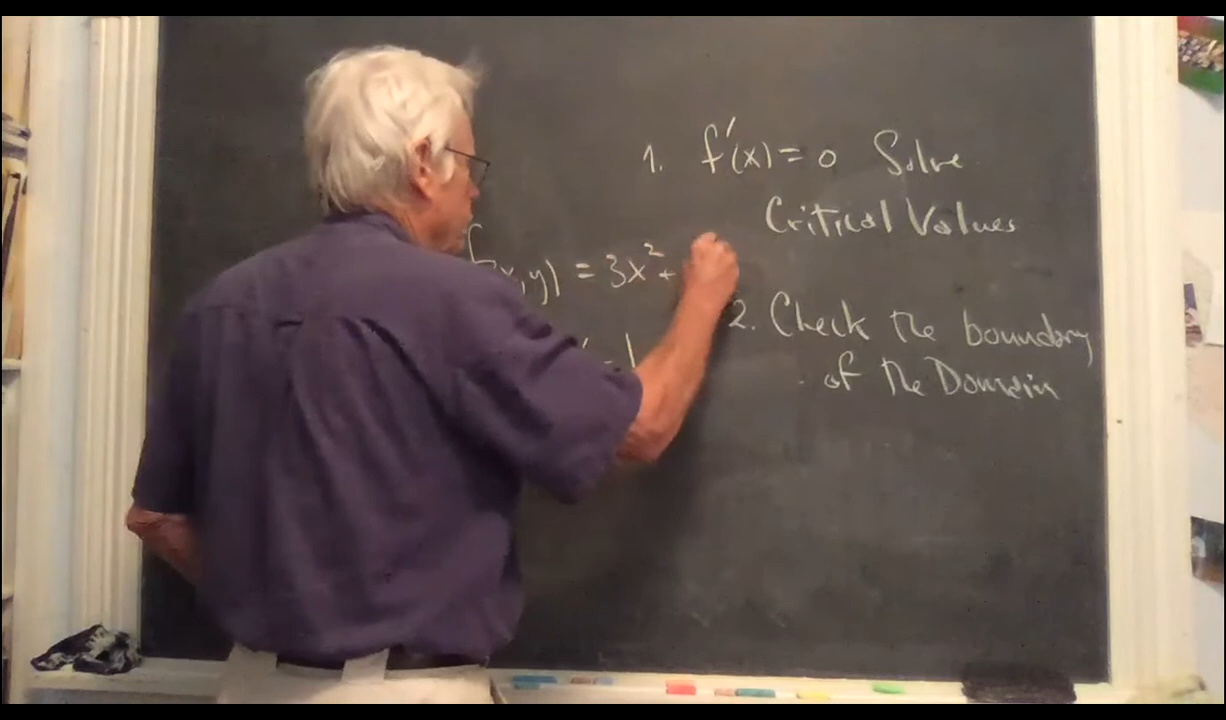 1. f'(x) = 0 Solve
Critical Values
f(x,y) = 3x² +
2. Check the boundary
of the Domain